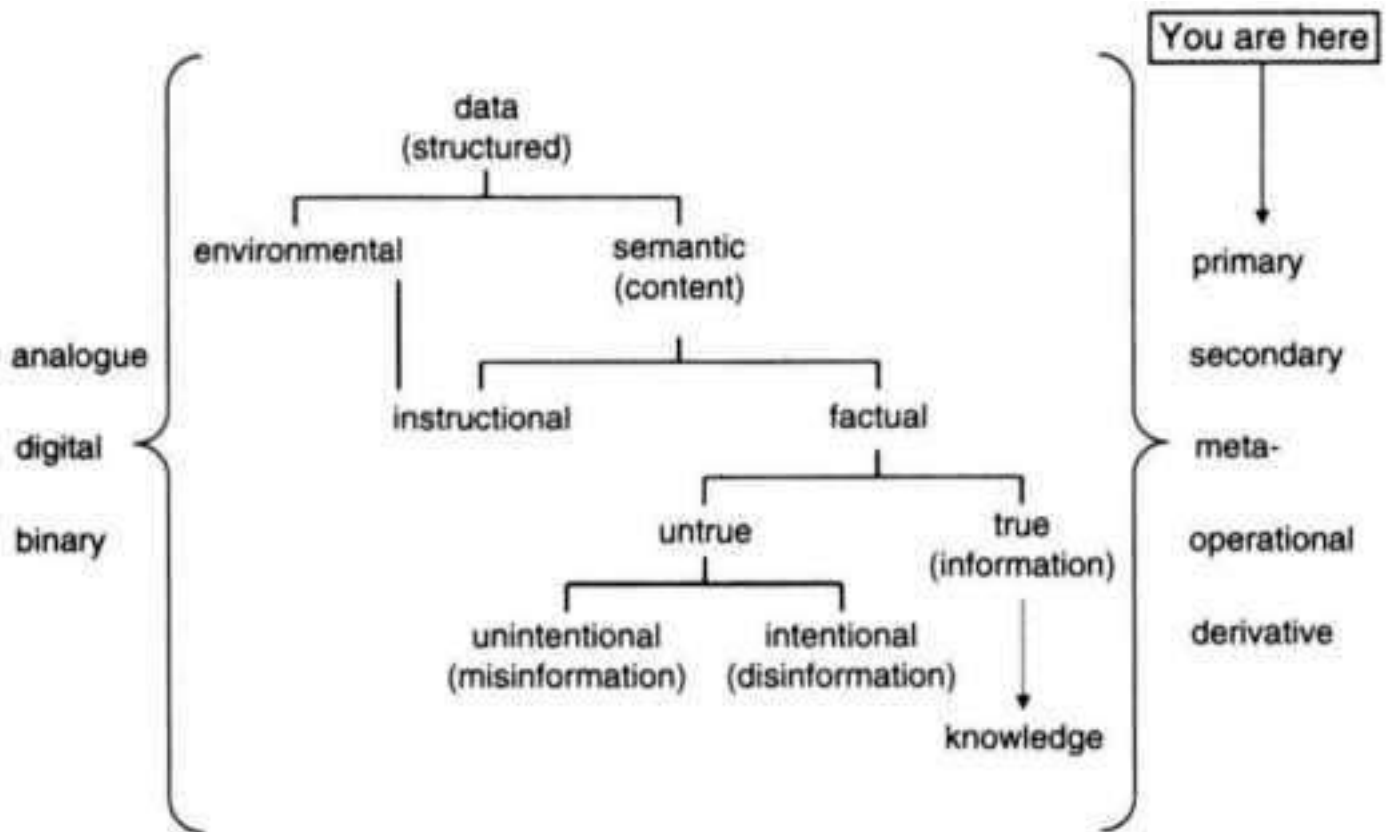 You are here
data
(structured)
environmental
semantic
(content)
primary
analogue
secondary
instructional
factual
digital
meta-
untrue
true
(information)
binary
operational
unintentional
(misinformation)
intentional
(disinformation)
derivative
knowledge